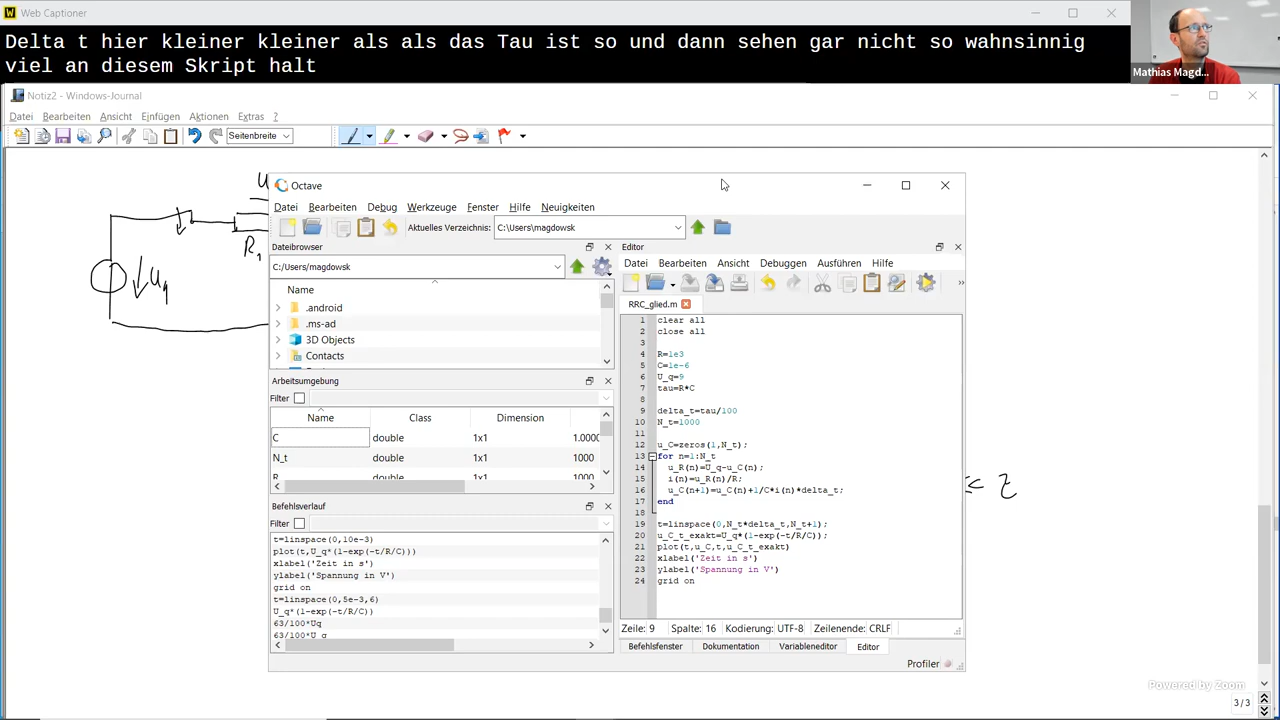 Web Captioner
Delta t hier kleiner kleiner als als das Tau ist so und dann sehen gar nicht so wahnsinnig
viel an diesem Skript halt
Mathias Magd...
Notiz2 - Windows-Journal
Datei Bearbeiten Ansicht Einfügen Aktionen Extras ?
Seitenbreite
U
R1
Uq
Octave
Datei Bearbeiten Debug Werkzeuge Fenster Hilfe Neuigkeiten
Aktuelles Verzeichnis: C:\Users\magdowsk
Dateibrowser
C:/Users/magdowsk
Name
.android
.ms-ad
3D Objects
Contacts
Arbeitsumgebung
Filter
Name Class Dimension
C double 1x1 1.0000
N_t double 1x1 1000
R double 1x1 1000
Befehlsverlauf
Filter
t=linspace(0,10e-3)
plot(t,U_q*(1-exp(-t/R/C)))
xlabel('Zeit in s')
ylabel('Spannung in V')
grid on
t=linspace(0,5e-3,6)
U_q*(1-exp(-t/R/C))
63/100*Uq
63/100*U_q
Editor
Datei Bearbeiten Ansicht Debuggen Ausführen Hilfe
»
RRC_glied.m
1 clear all
2 close all
3
4 R=1e3
5 C=1e-6
6 U_q=9
7 tau=R*C
8
9 delta_t=tau/100
10 N_t=1000
11
12 u_C=zeros(1,N_t);
13 for n=1:N_t
14 u_R(n)=U_q-u_C(n);
15 i(n)=u_R(n)/R;
16 u_C(n+1)=u_C(n)+1/C*i(n)*delta_t;
17 end
18
19 t=linspace(0,N_t*delta_t,N_t+1);
20 u_C_t_exakt=U_q*(1-exp(-t/R/C));
21 plot(t,u_C,t,u_C_t_exakt)
22 xlabel('Zeit in s')
23 ylabel('Spannung in V')
24 grid on
Zeile: 9 Spalte: 16 Kodierung: UTF-8 Zeilenende: CRLF
Befehlsfenster Dokumentation Variableneditor Editor
Profiler
Powered by Zoom
3/3